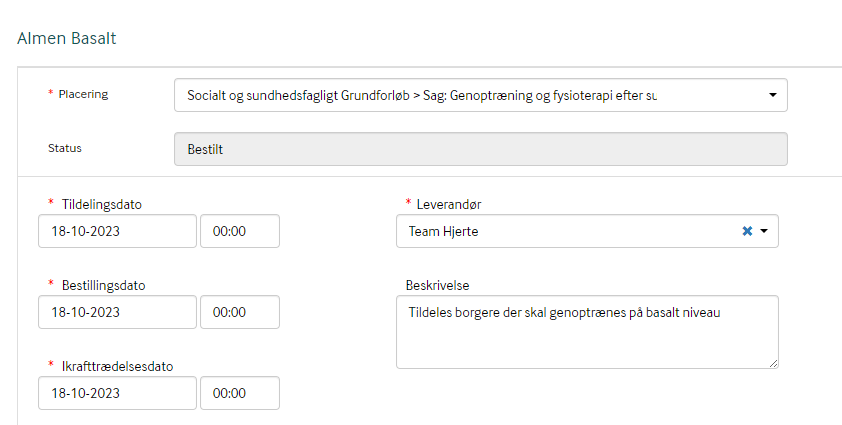 Almen Basalt
* Placering
Socialt og sundhedsfagligt Grundforløb > Sag: Genoptræning og fysioterapi efter su
Status
Bestilt
* Tildelingsdato
18-10-2023 00:00
* Leverandør
Team Hjerte
* Bestillingsdato
18-10-2023 00:00
Beskrivelse
Tildeles borgere der skal genoptrænes på basalt niveau
* Ikrafttrædelsesdato
18-10-2023 00:00